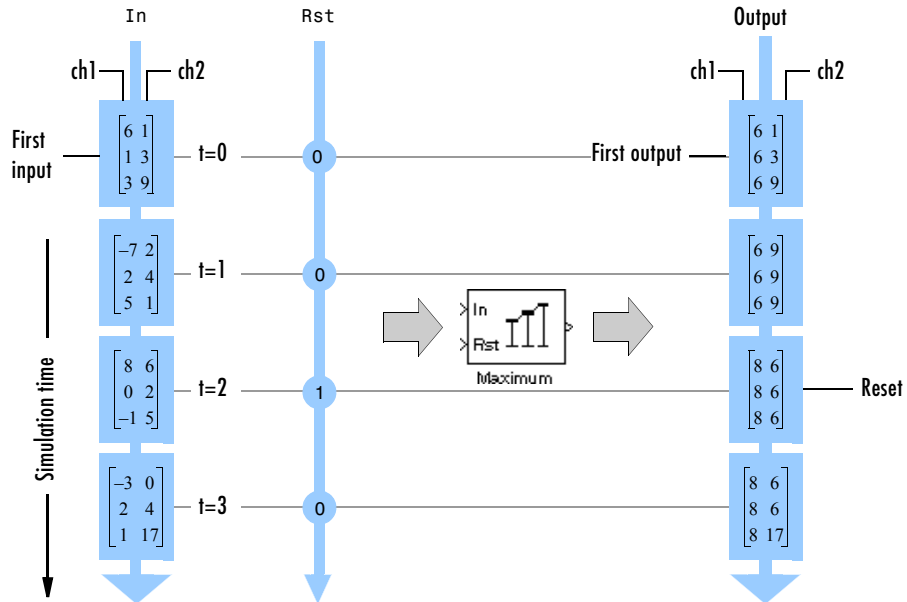 In Rst Output
ch1 ch2 ch1 ch2
First input
6 1
1 3
3 9
t=0
0
First output
6 1
6 3
6 9
−7 2
2 4
5 1
t=1
0
6 9
6 9
6 9
In
Rst
Maximum
Simulation time
8 6
0 2
−1 5
t=2
1
8 6
8 6
8 6
Reset
−3 0
2 4
1 17
t=3
0
8 6
8 6
8 17